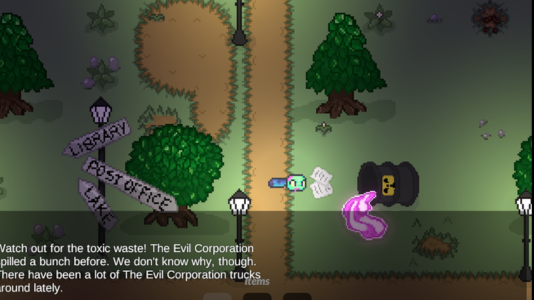 LIBRARY
POST OFFICE
LAKE
Watch out for the toxic waste! The Evil Corporation
spilled a bunch before. We don't know why, though.
There have been a lot of The Evil Corporation trucks
around lately.
Items